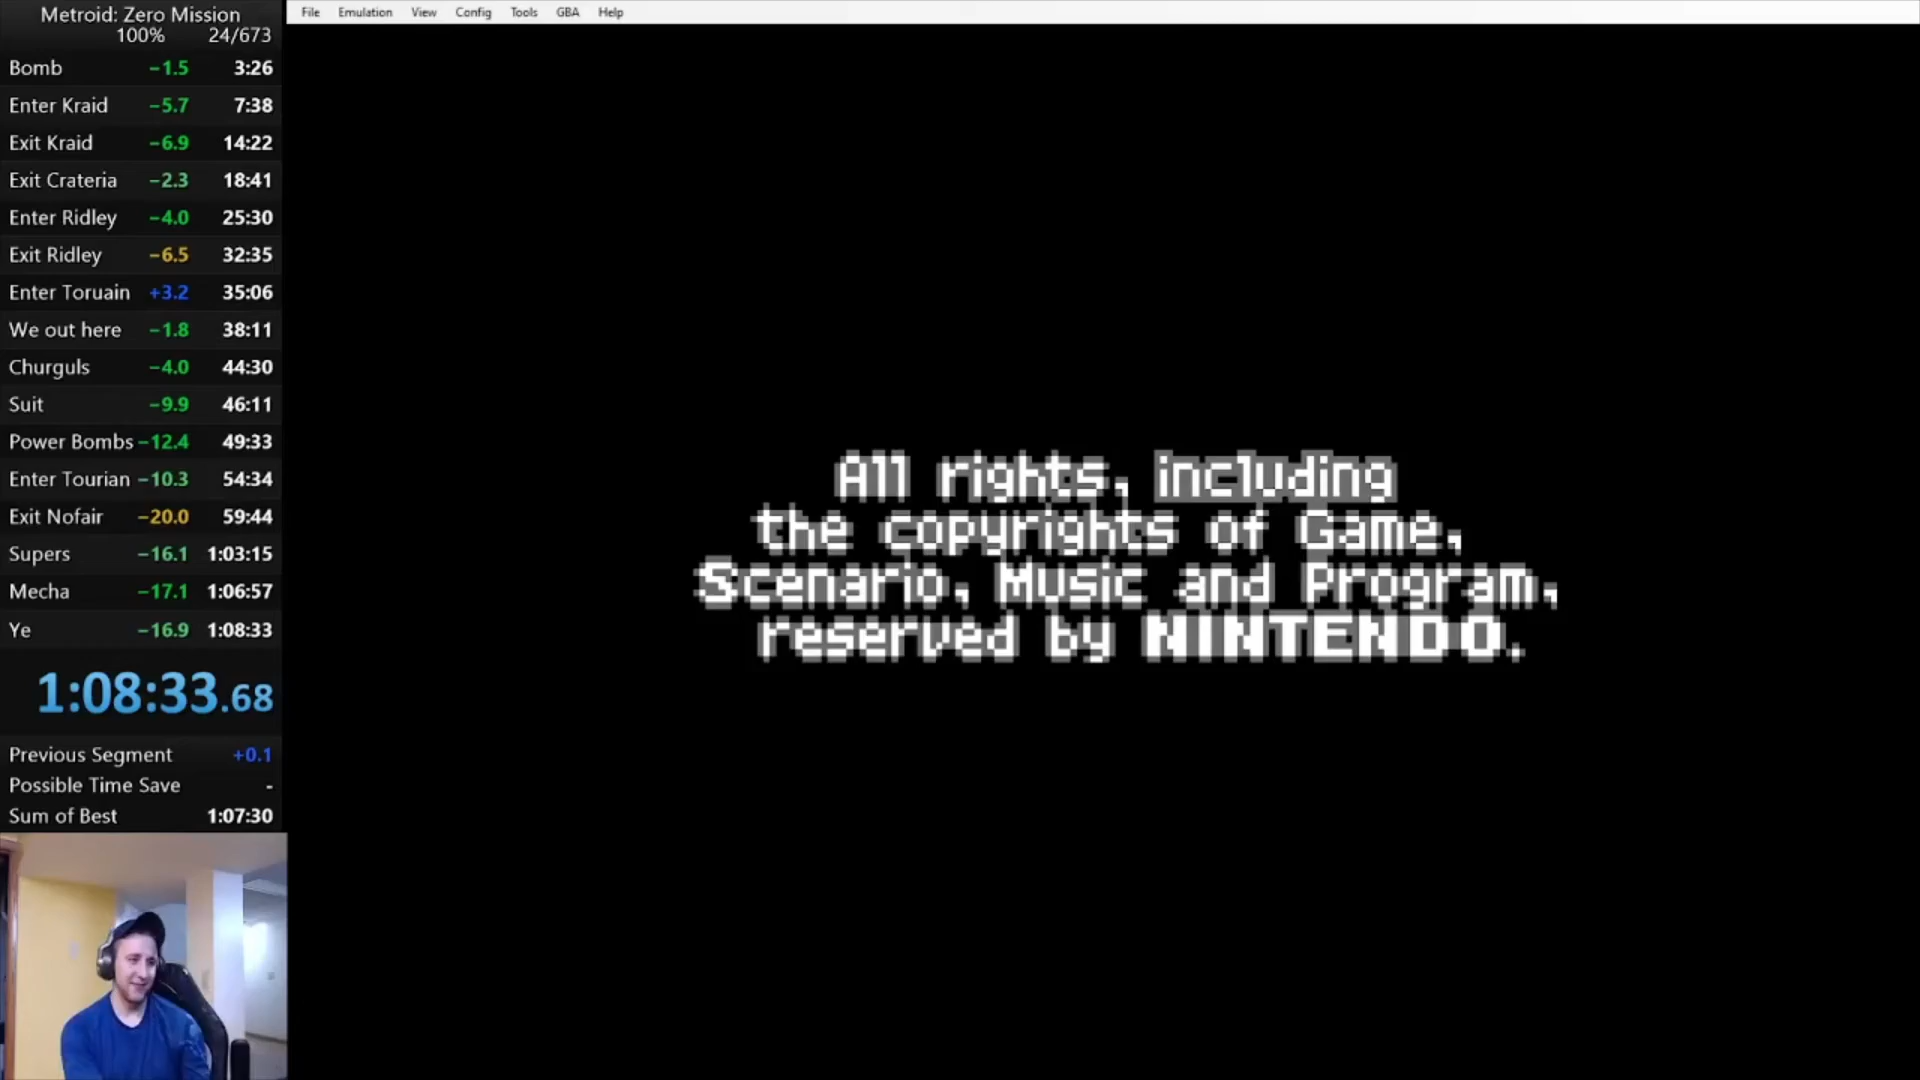 Metroid: Zero Mission
100% 24/673
File Emulation View Config Tools GBA Help
Bomb -1.5 3:26
Enter Kraid -5.7 7:38
Exit Kraid -6.9 14:22
Exit Crateria -2.3 18:41
Enter Ridley -4.0 25:30
Exit Ridley -6.5 32:35
Enter Toruain +3.2 35:06
We out here -1.8 38:11
Churguls -4.0 44:30
Suit -9.9 46:11
Power Bombs -12.4 49:33
Enter Tourian -10.3 54:34
Exit Nofair -20.0 59:44
Supers -16.1 1:03:15
Mecha -17.1 1:06:57
Ye -16.9 1:08:33
1:08:33.68
Previous Segment +0.1
Possible Time Save -
Sum of Best 1:07:30
All rights, including
the copyrights of Game,
Scenario, Music and Program,
reserved by NINTENDO.